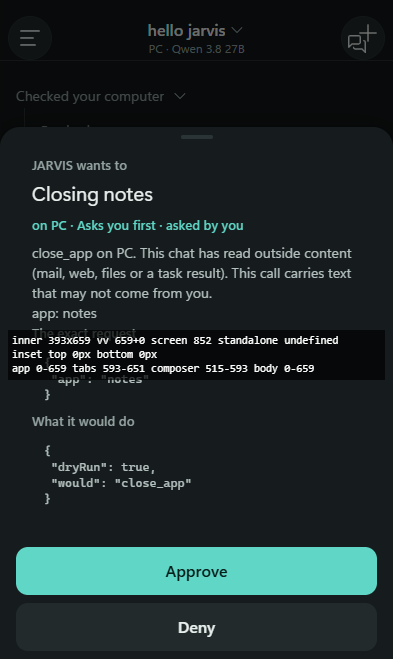 hello jarvis
PC · Qwen 3.8 27B
Checked your computer
JARVIS wants to
Closing notes
on PC · Asks you first · asked by you
close_app on PC. This chat has read outside content
(mail, web, files or a task result). This call carries text
that may not come from you.
app: notes
The exact request
inner 393x659 vv 659+0 screen 852 standalone undefined
inset top 0px bottom 0px
app 0-659 tabs 593-651 composer 515-593 body 0-659
"app": "notes"
}
What it would do
{
"dryRun": true,
"would": "close_app"
}
Approve
Deny